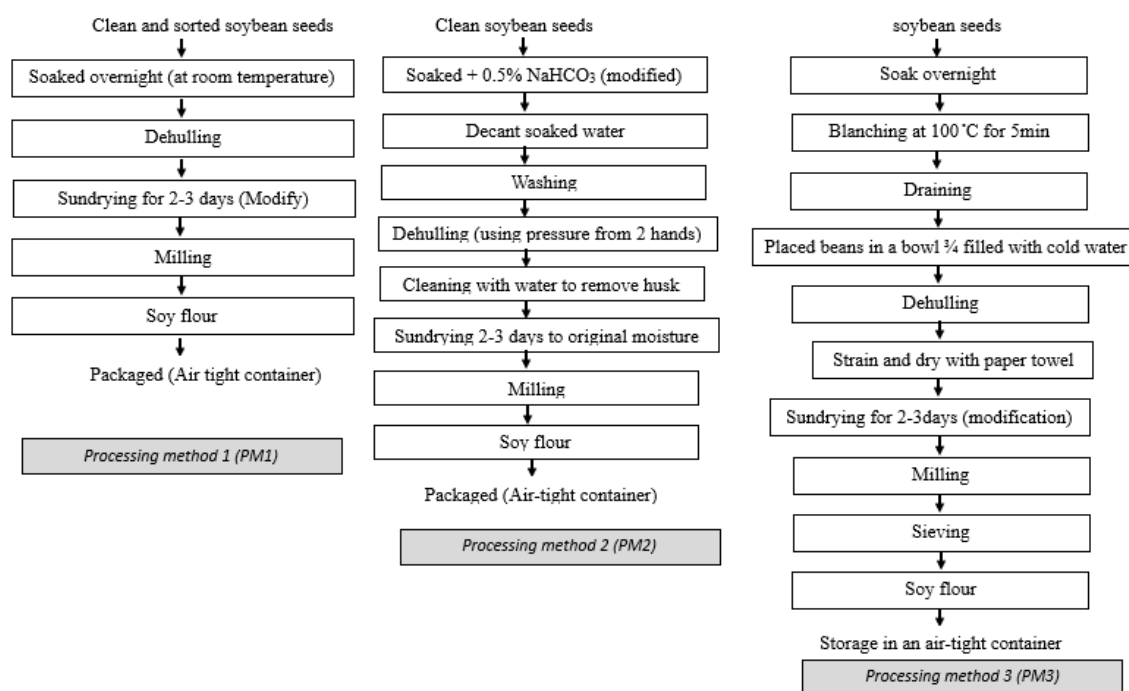 Clean and sorted soybean seeds
Soaked overnight (at room temperature)
Dehulling
Sundrying for 2-3 days (Modify)
Milling
Soy flour
Packaged (Air tight container)
Processing method 1 (PM1)
Clean soybean seeds
Soaked + 0.5% NaHCO₃ (modified)
Decant soaked water
Washing
Dehulling (using pressure from 2 hands)
Cleaning with water to remove husk
Sundrying 2-3 days to original moisture
Milling
Soy flour
Packaged (Air-tight container)
Processing method 2 (PM2)
soybean seeds
Soak overnight
Blanching at 100˚C for 5min
Draining
Placed beans in a bowl ¾ filled with cold water
Dehulling
Strain and dry with paper towel
Sundrying for 2-3days (modification)
Milling
Sieving
Soy flour
Storage in an air-tight container
Processing method 3 (PM3)